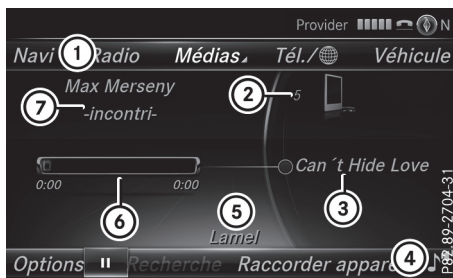 Provider N
Navi 1 Radio Médias Tél./ Véhicule
Max Merseny
7 -incontri-
2 5
Can´t Hide Love
0:00 0:00
6 5 3
Lamel
Options Recherche Raccorder 4
P82.89-2704-31